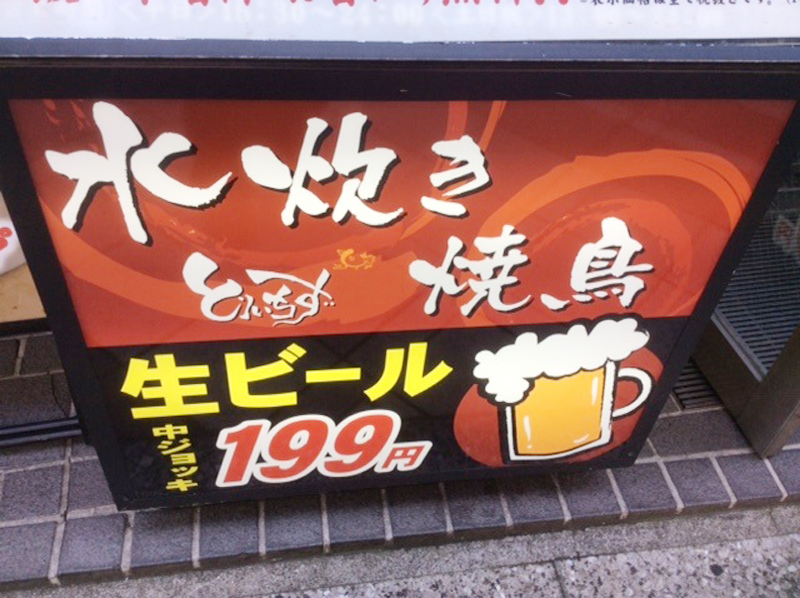 水炊き
とりいちず
焼鳥
生ビール
中ジョッキ
199円